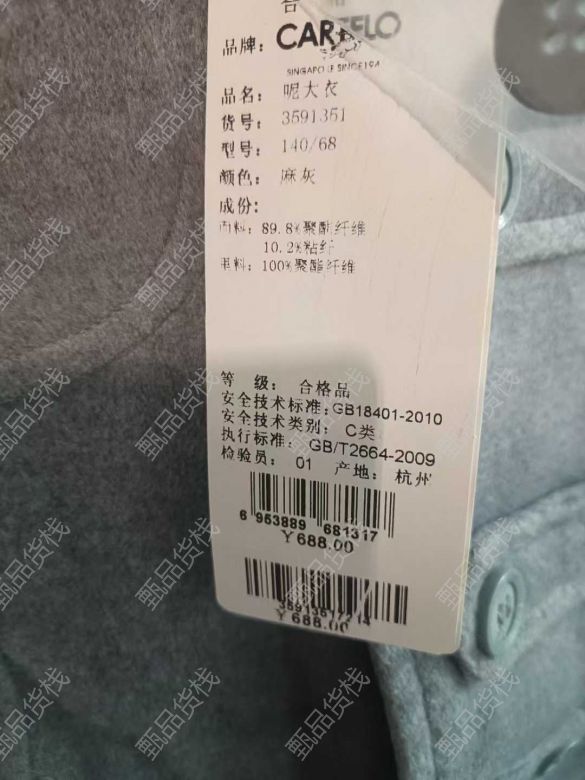 合
品牌: CARTELO
SINGAPORE SINCE 194
品名: 呢大衣
货号: 3591351
型号: 140/68
颜色: 麻灰
成份:
面料: 89.8%聚酯纤维
10.2%粘纤
里料: 100%聚酯纤维
等 级: 合格品
安全技术标准: GB18401-2010
安全技术类别: C类
执行标准: GB/T2664-2009
检验员: 01 产地: 杭州
6 953889 681317
¥688.00
¥688.00
甄品货栈